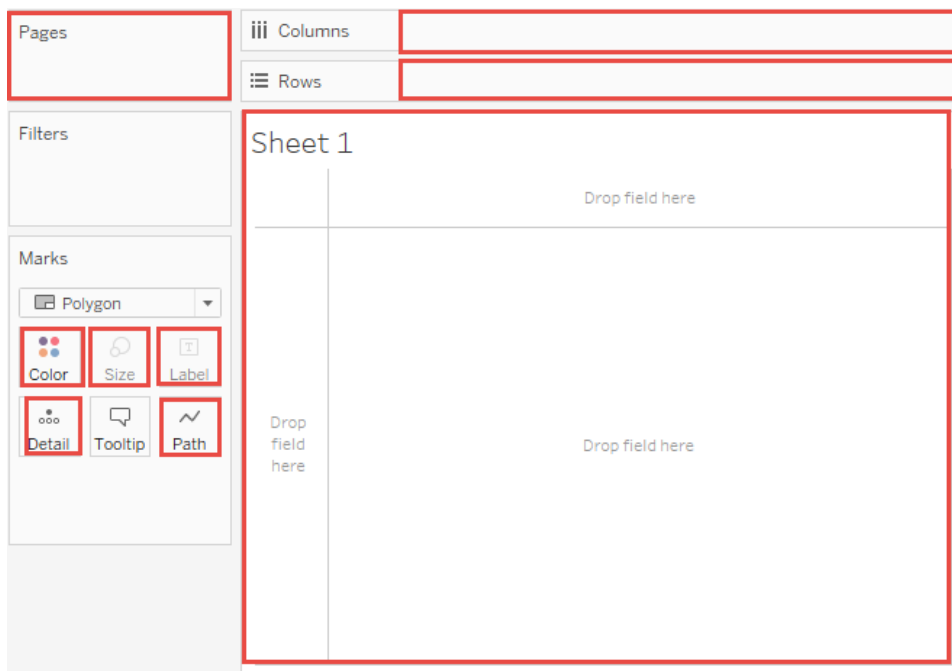 Pages
Columns
Rows
Filters
Sheet 1
Drop field here
Marks
Polygon
Color Size Label
Detail Tooltip Path
Drop
field
here
Drop field here